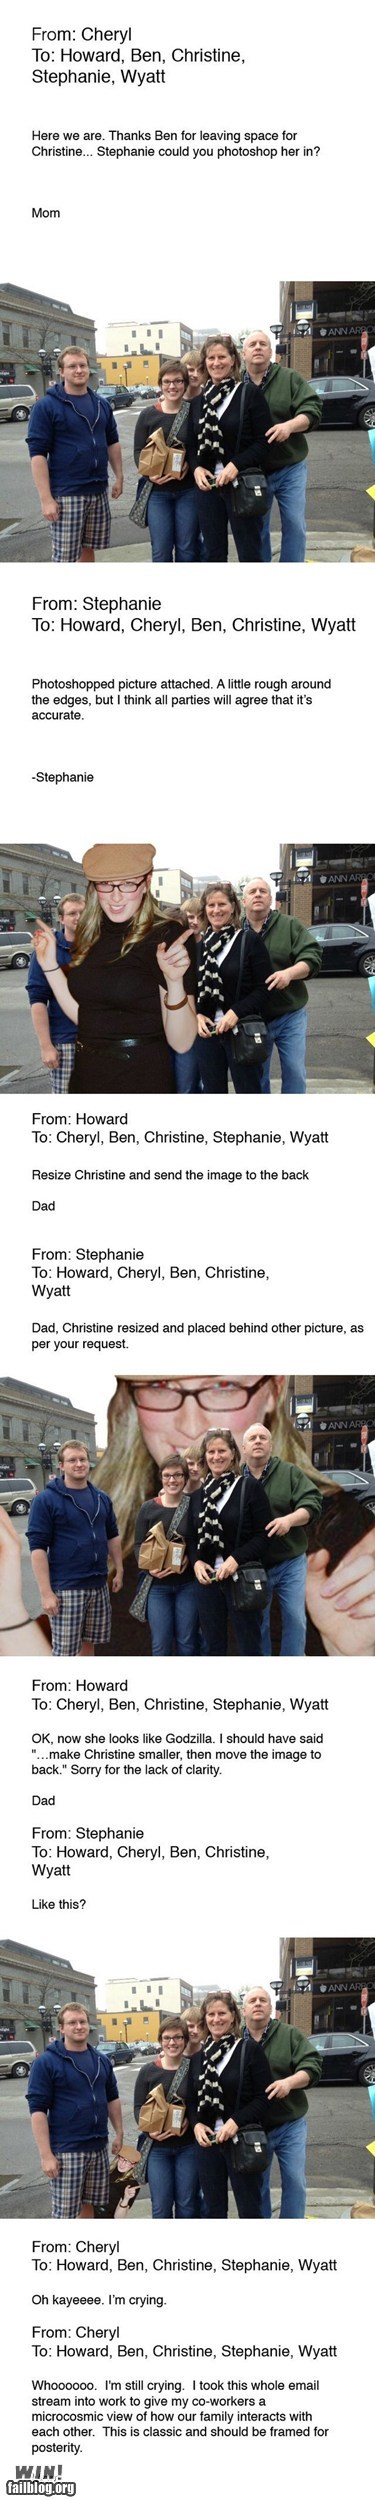 From: Cheryl
To: Howard, Ben, Christine,
Stephanie, Wyatt
Here we are. Thanks Ben for leaving space for
Christine... Stephanie could you photoshop her in?
Mom
ANN ARBO
From: Stephanie
To: Howard, Cheryl, Ben, Christine, Wyatt
Photoshopped picture attached. A little rough around
the edges, but I think all parties will agree that it's
accurate.
-Stephanie
ANN ARBO
From: Howard
To: Cheryl, Ben, Christine, Stephanie, Wyatt
Resize Christine and send the image to the back
Dad
From: Stephanie
To: Howard, Cheryl, Ben, Christine,
Wyatt
Dad, Christine resized and placed behind other picture, as
per your request.
ANN ARBO
From: Howard
To: Cheryl, Ben, Christine, Stephanie, Wyatt
OK, now she looks like Godzilla. I should have said
"…make Christine smaller, then move the image to
back." Sorry for the lack of clarity.
Dad
From: Stephanie
To: Howard, Cheryl, Ben, Christine,
Wyatt
Like this?
ANN ARBO
From: Cheryl
To: Howard, Ben, Christine, Stephanie, Wyatt
Oh kayeeee. I'm crying.
From: Cheryl
To: Howard, Ben, Christine, Stephanie, Wyatt
Whoooooo.  I'm still crying.  I took this whole email
stream into work to give my co-workers a
microcosmic view of how our family interacts with
each other.  This is classic and should be framed for
posterity.
WIN!
failblog.org